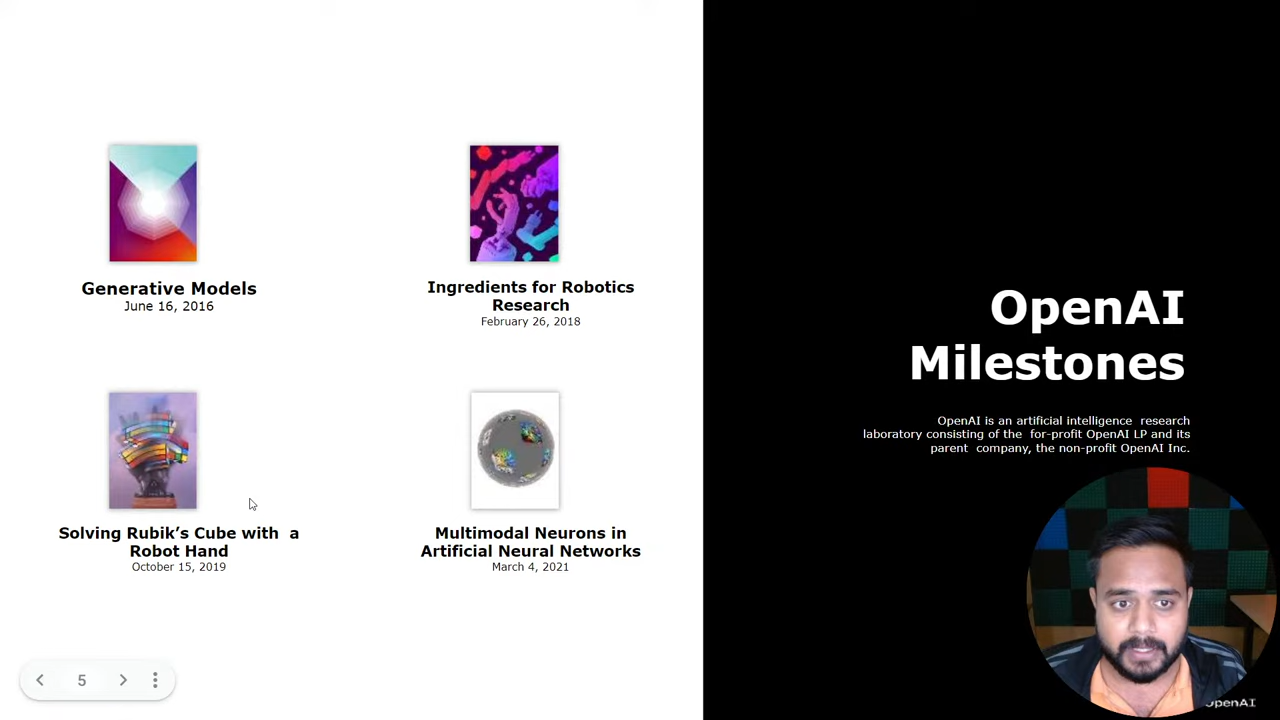 Generative Models
June 16, 2016
Ingredients for Robotics
Research
February 26, 2018
Solving Rubik’s Cube with a
Robot Hand
October 15, 2019
Multimodal Neurons in
Artificial Neural Networks
March 4, 2021
OpenAI
Milestones
OpenAI is an artificial intelligence research
laboratory consisting of the for-profit OpenAI LP and its
parent company, the non-profit OpenAI Inc.
5
OpenAI